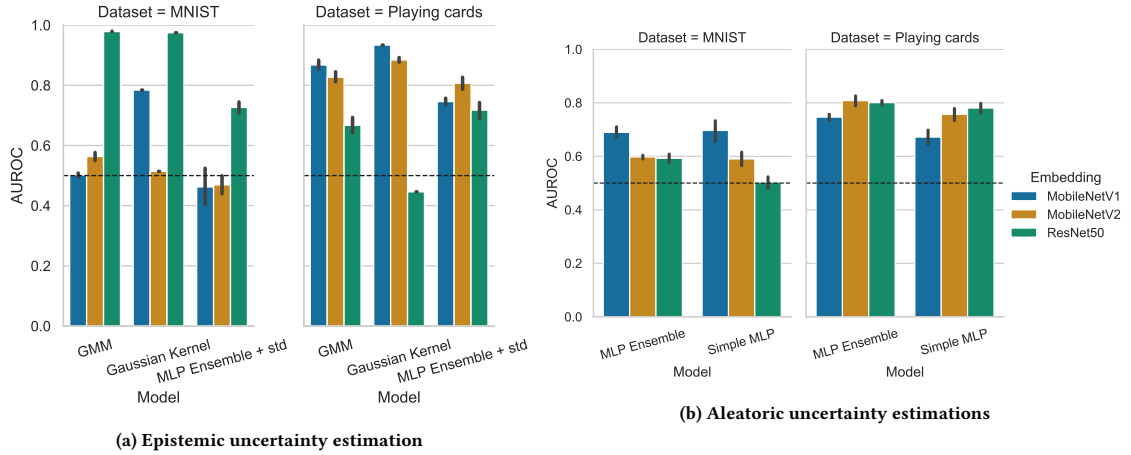 Dataset = MNIST
Dataset = Playing cards
1.0
0.8
0.6
0.4
0.2
0.0
AUROC
GMM
Gaussian Kernel
MLP Ensemble + std
Model
GMM
Gaussian Kernel
MLP Ensemble + std
Model
(a) Epistemic uncertainty estimation
Dataset = MNIST
Dataset = Playing cards
1.0
0.8
0.6
0.4
0.2
0.0
AUROC
MLP Ensemble
Simple MLP
Model
MLP Ensemble
Simple MLP
Model
Embedding
MobileNetV1
MobileNetV2
ResNet50
(b) Aleatoric uncertainty estimations